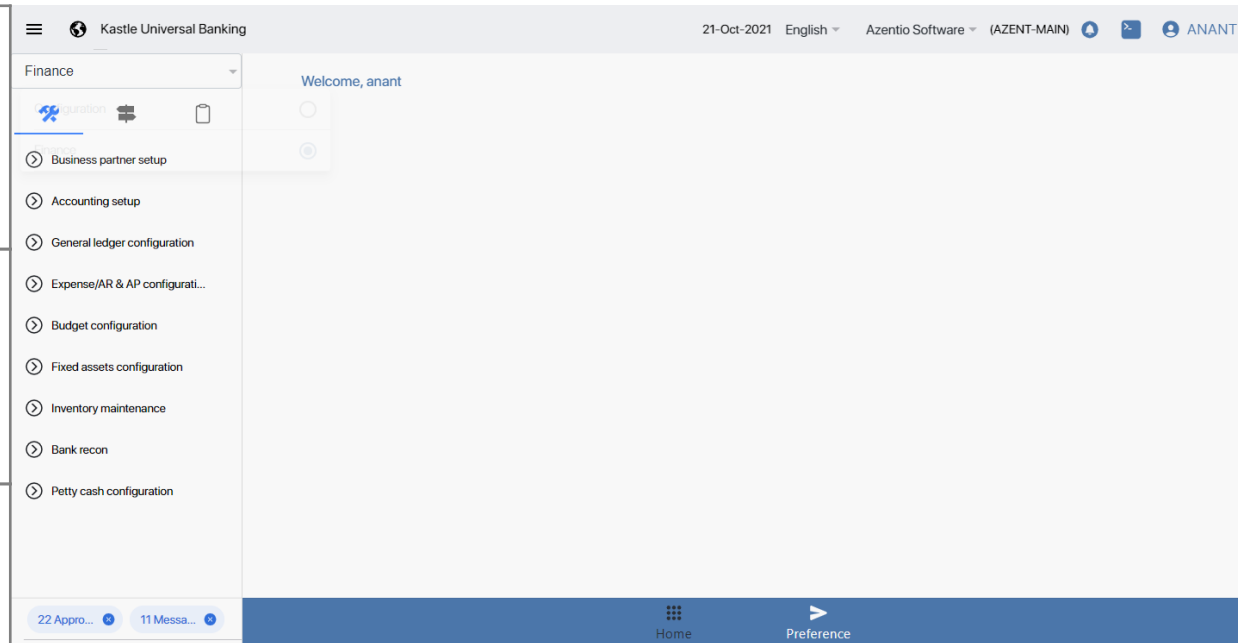 Kastle Universal Banking
21-Oct-2021 English Azentio Software (AZENT-MAIN) ANANT
Finance
Welcome, anant
Configuration
Finance
Business partner setup
Accounting setup
General ledger configuration
Expense/AR & AP configurati...
Budget configuration
Fixed assets configuration
Inventory maintenance
Bank recon
Petty cash configuration
22 Appro... 11 Messa...
Home Preference